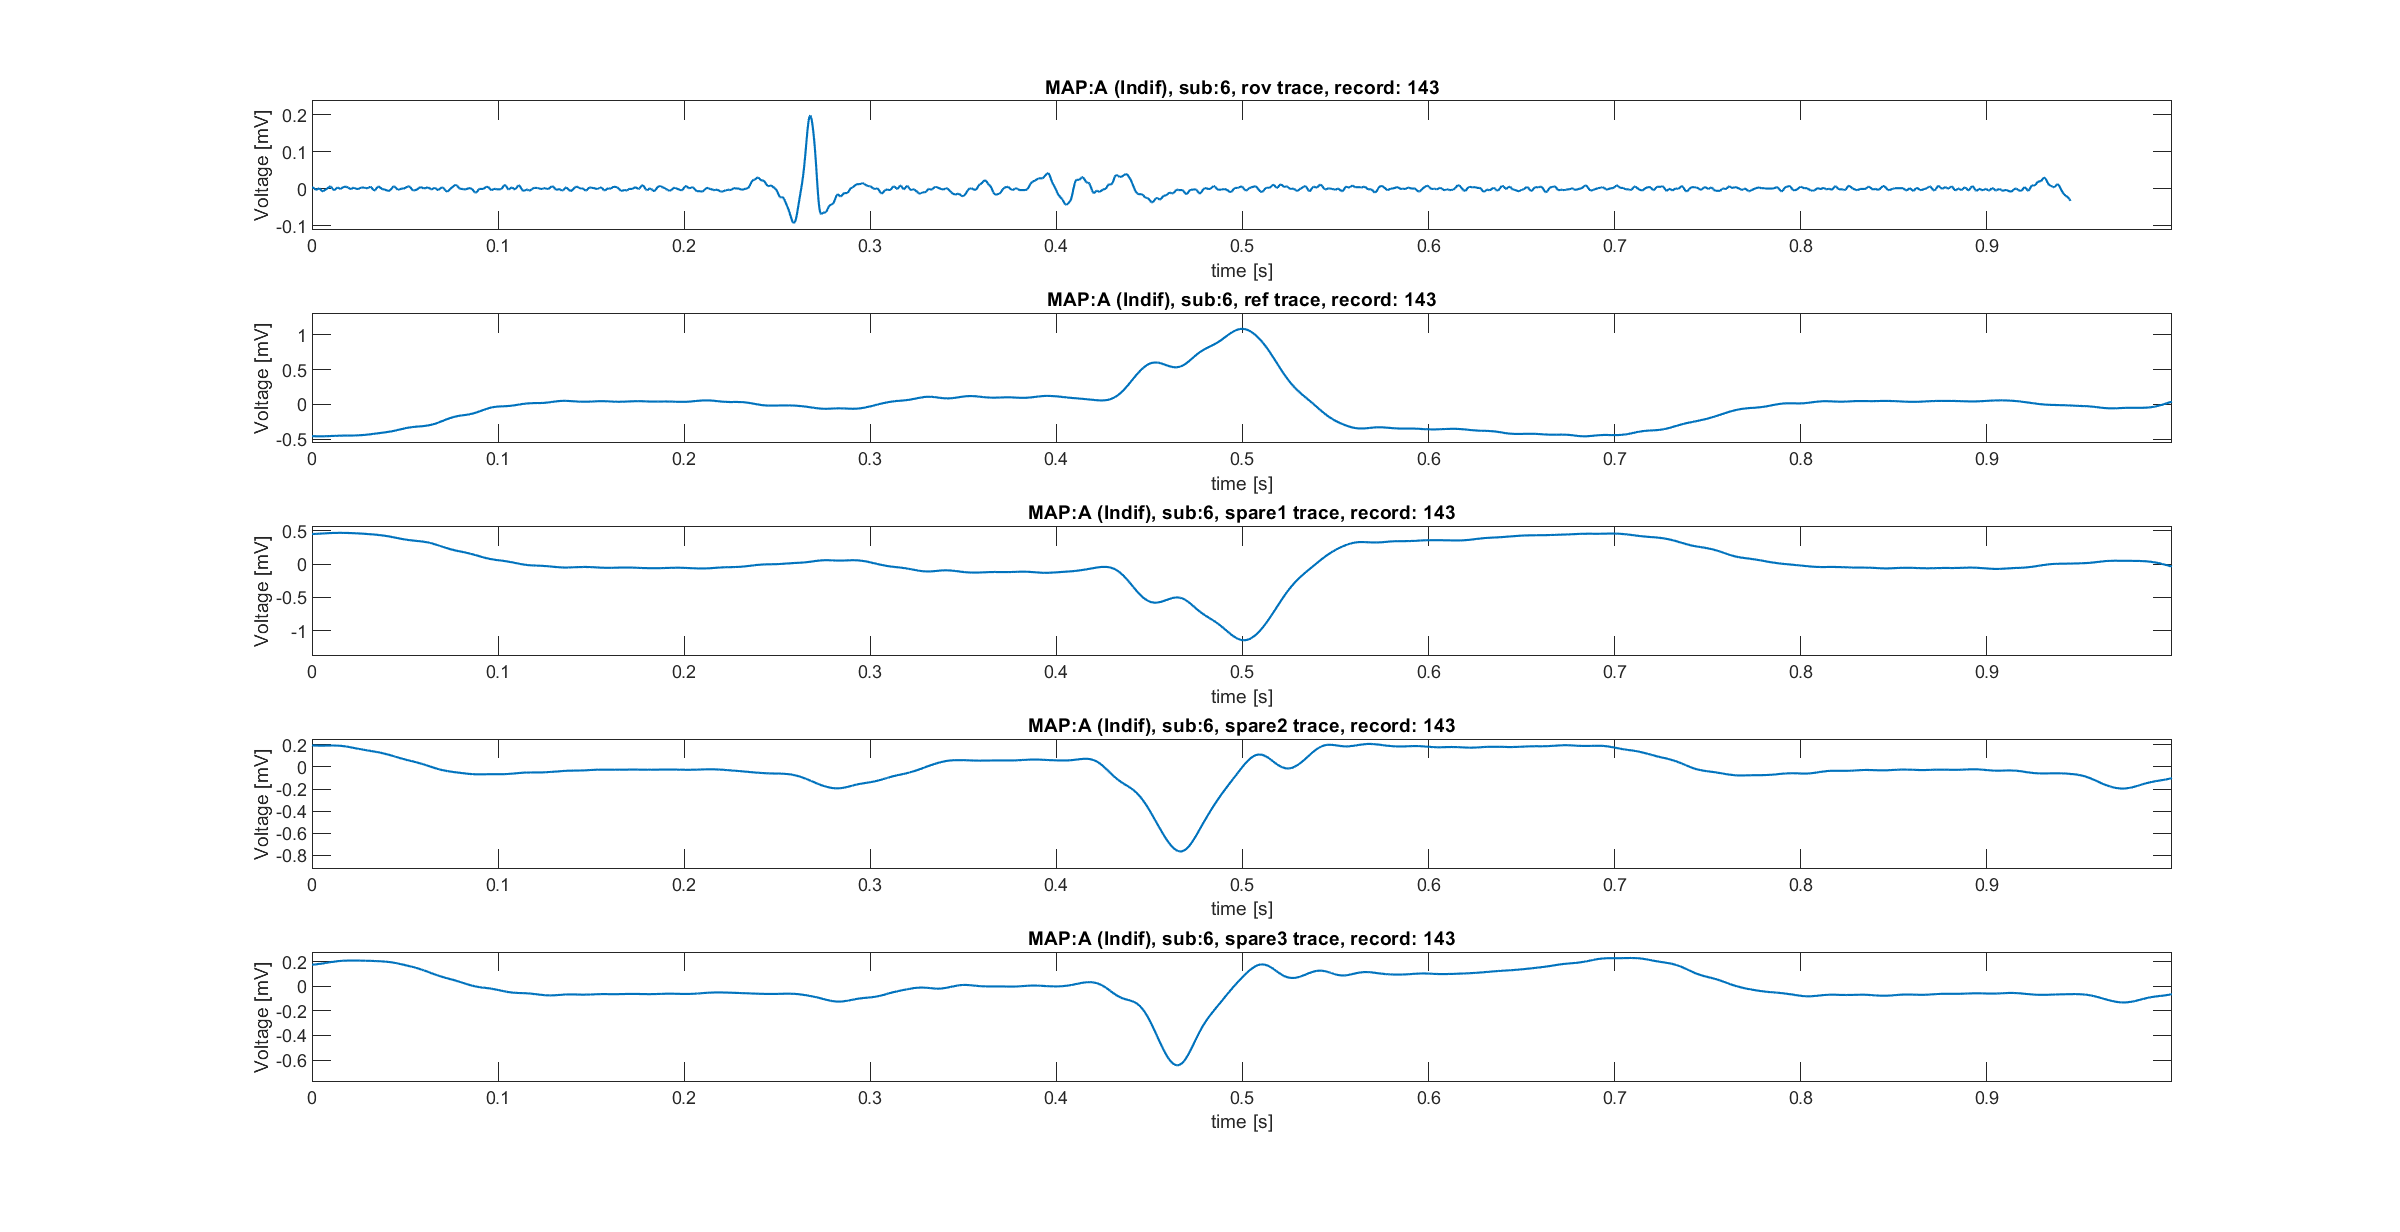 MAP:A (Indif), sub:6, rov trace, record: 143
Voltage [mV]
0.2
0.1
0
-0.1
0 0.1 0.2 0.3 0.4 0.5 0.6 0.7 0.8 0.9
time [s]
MAP:A (Indif), sub:6, ref trace, record: 143
Voltage [mV]
1
0.5
0
-0.5
0 0.1 0.2 0.3 0.4 0.5 0.6 0.7 0.8 0.9
time [s]
MAP:A (Indif), sub:6, spare1 trace, record: 143
Voltage [mV]
0.5
0
-0.5
-1
0 0.1 0.2 0.3 0.4 0.5 0.6 0.7 0.8 0.9
time [s]
MAP:A (Indif), sub:6, spare2 trace, record: 143
Voltage [mV]
0.2
0
-0.2
-0.4
-0.6
-0.8
0 0.1 0.2 0.3 0.4 0.5 0.6 0.7 0.8 0.9
time [s]
MAP:A (Indif), sub:6, spare3 trace, record: 143
Voltage [mV]
0.2
0
-0.2
-0.4
-0.6
0 0.1 0.2 0.3 0.4 0.5 0.6 0.7 0.8 0.9
time [s]